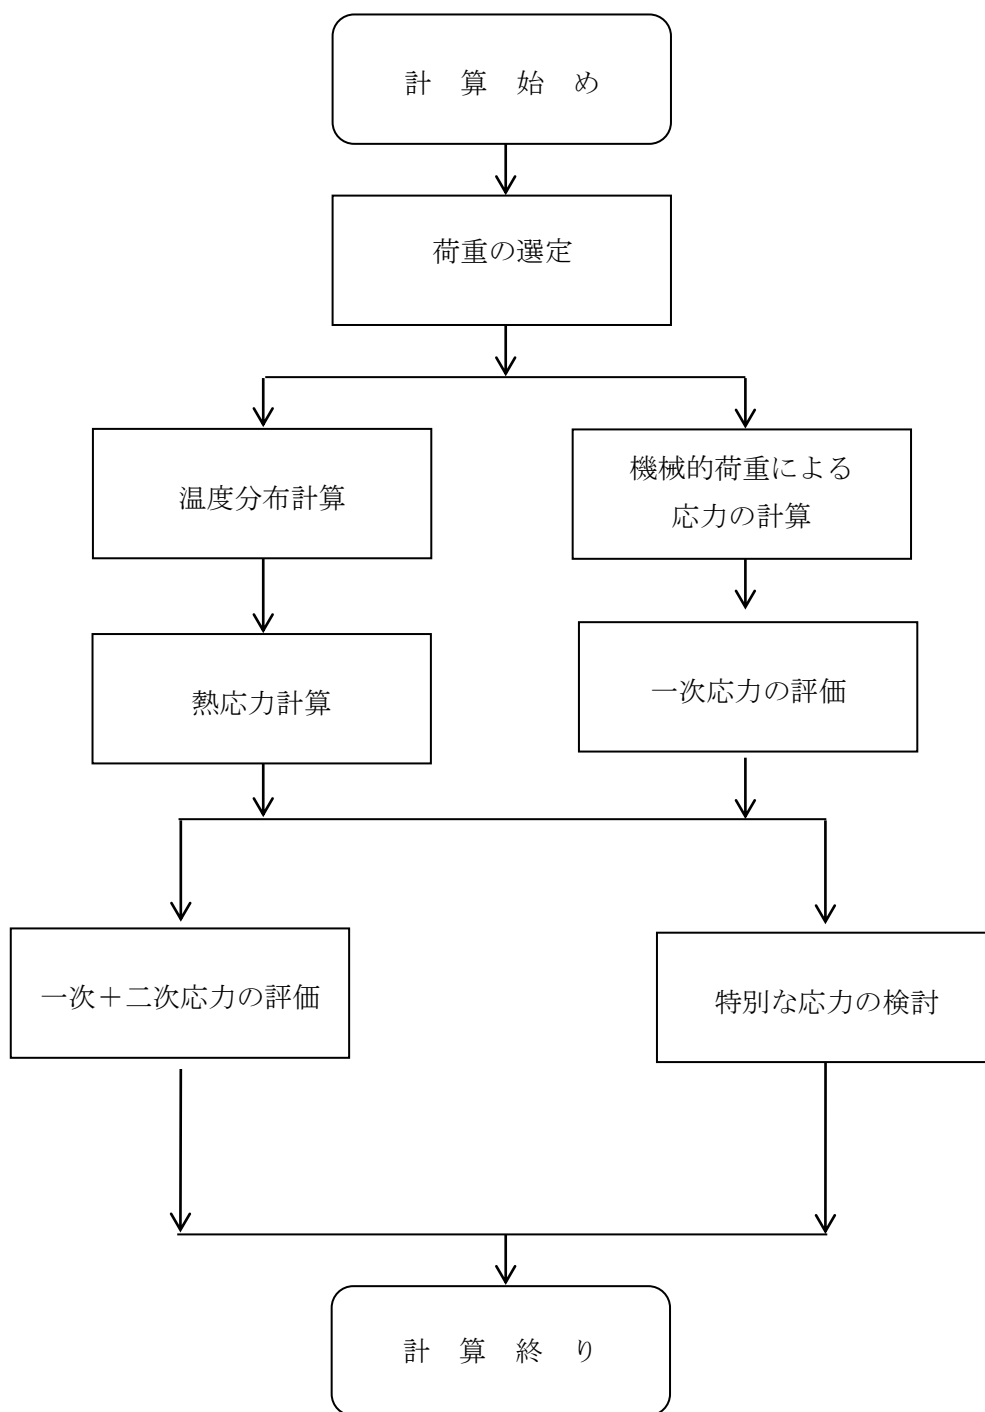 計 算 始 め
荷重の選定
温度分布計算
機械的荷重による
応力の計算
熱応力計算
一次応力の評価
一次＋二次応力の評価
特別な応力の検討
計 算 終 り